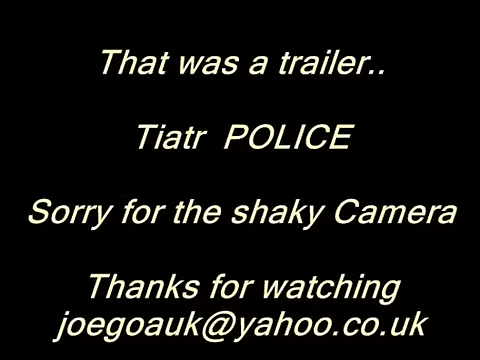 That was a trailer..
Tiatr POLICE
Sorry for the shaky Camera
Thanks for watching
joegoauk@yahoo.co.uk